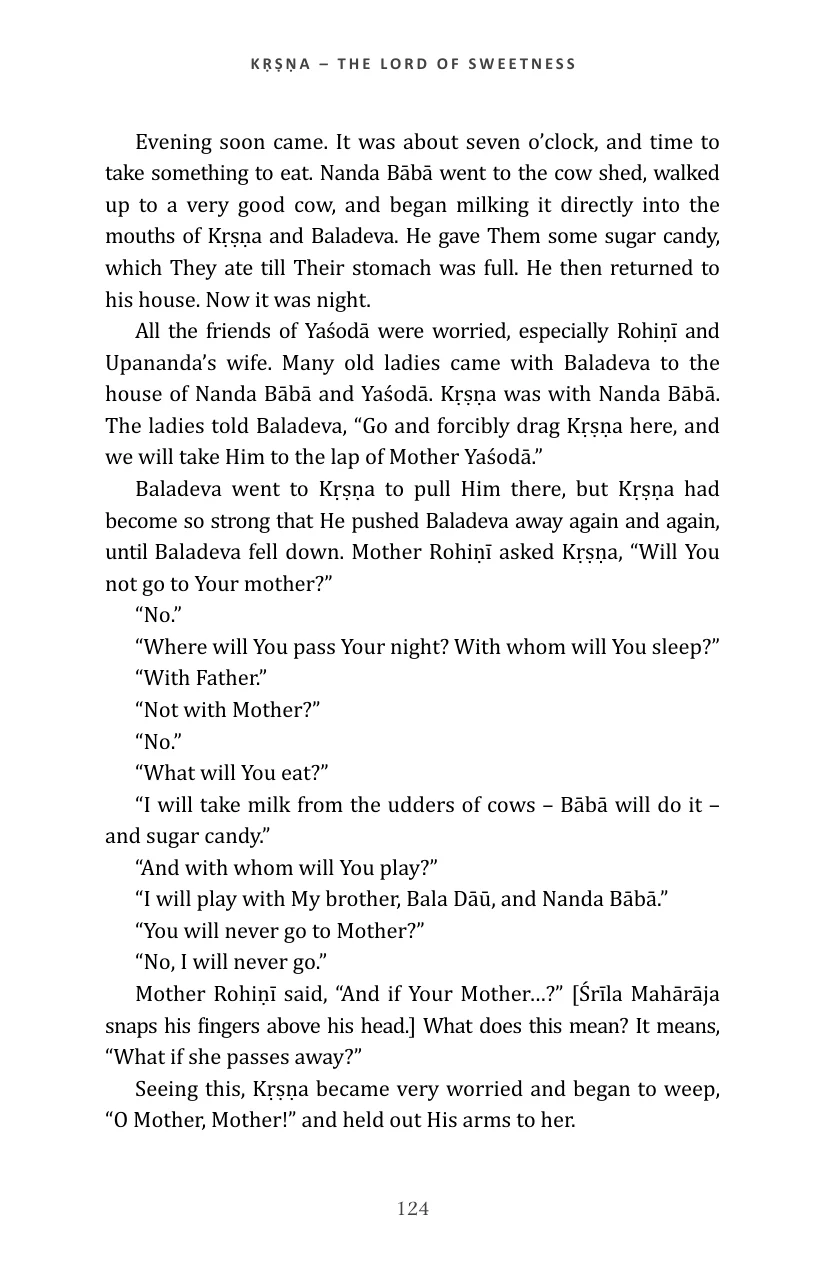 KṚṢṆA – THE LORD OF SWEETNESS
Evening soon came. It was about seven o’clock, and time to
take something to eat. Nanda Bābā went to the cow shed, walked
up to a very good cow, and began milking it directly into the
mouths of Kṛṣṇa and Baladeva. He gave Them some sugar candy,
which They ate till Their stomach was full. He then returned to
his house. Now it was night.
All the friends of Yaśodā were worried, especially Rohiṇī and
Upananda’s wife. Many old ladies came with Baladeva to the
house of Nanda Bābā and Yaśodā. Kṛṣṇa was with Nanda Bābā.
The ladies told Baladeva, “Go and forcibly drag Kṛṣṇa here, and
we will take Him to the lap of Mother Yaśodā.”
Baladeva went to Kṛṣṇa to pull Him there, but Kṛṣṇa had
become so strong that He pushed Baladeva away again and again,
until Baladeva fell down. Mother Rohiṇī asked Kṛṣṇa, “Will You
not go to Your mother?”
“No.”
“Where will You pass Your night? With whom will You sleep?”
“With Father.”
“Not with Mother?”
“No.”
“What will You eat?”
“I will take milk from the udders of cows – Bābā will do it –
and sugar candy.”
“And with whom will You play?”
“I will play with My brother, Bala Dāū, and Nanda Bābā.”
“You will never go to Mother?”
“No, I will never go.”
Mother Rohiṇī said, “And if Your Mother…?” [Śrīla Mahārāja
snaps his fingers above his head.] What does this mean? It means,
“What if she passes away?”
Seeing this, Kṛṣṇa became very worried and began to weep,
“O Mother, Mother!” and held out His arms to her.
124